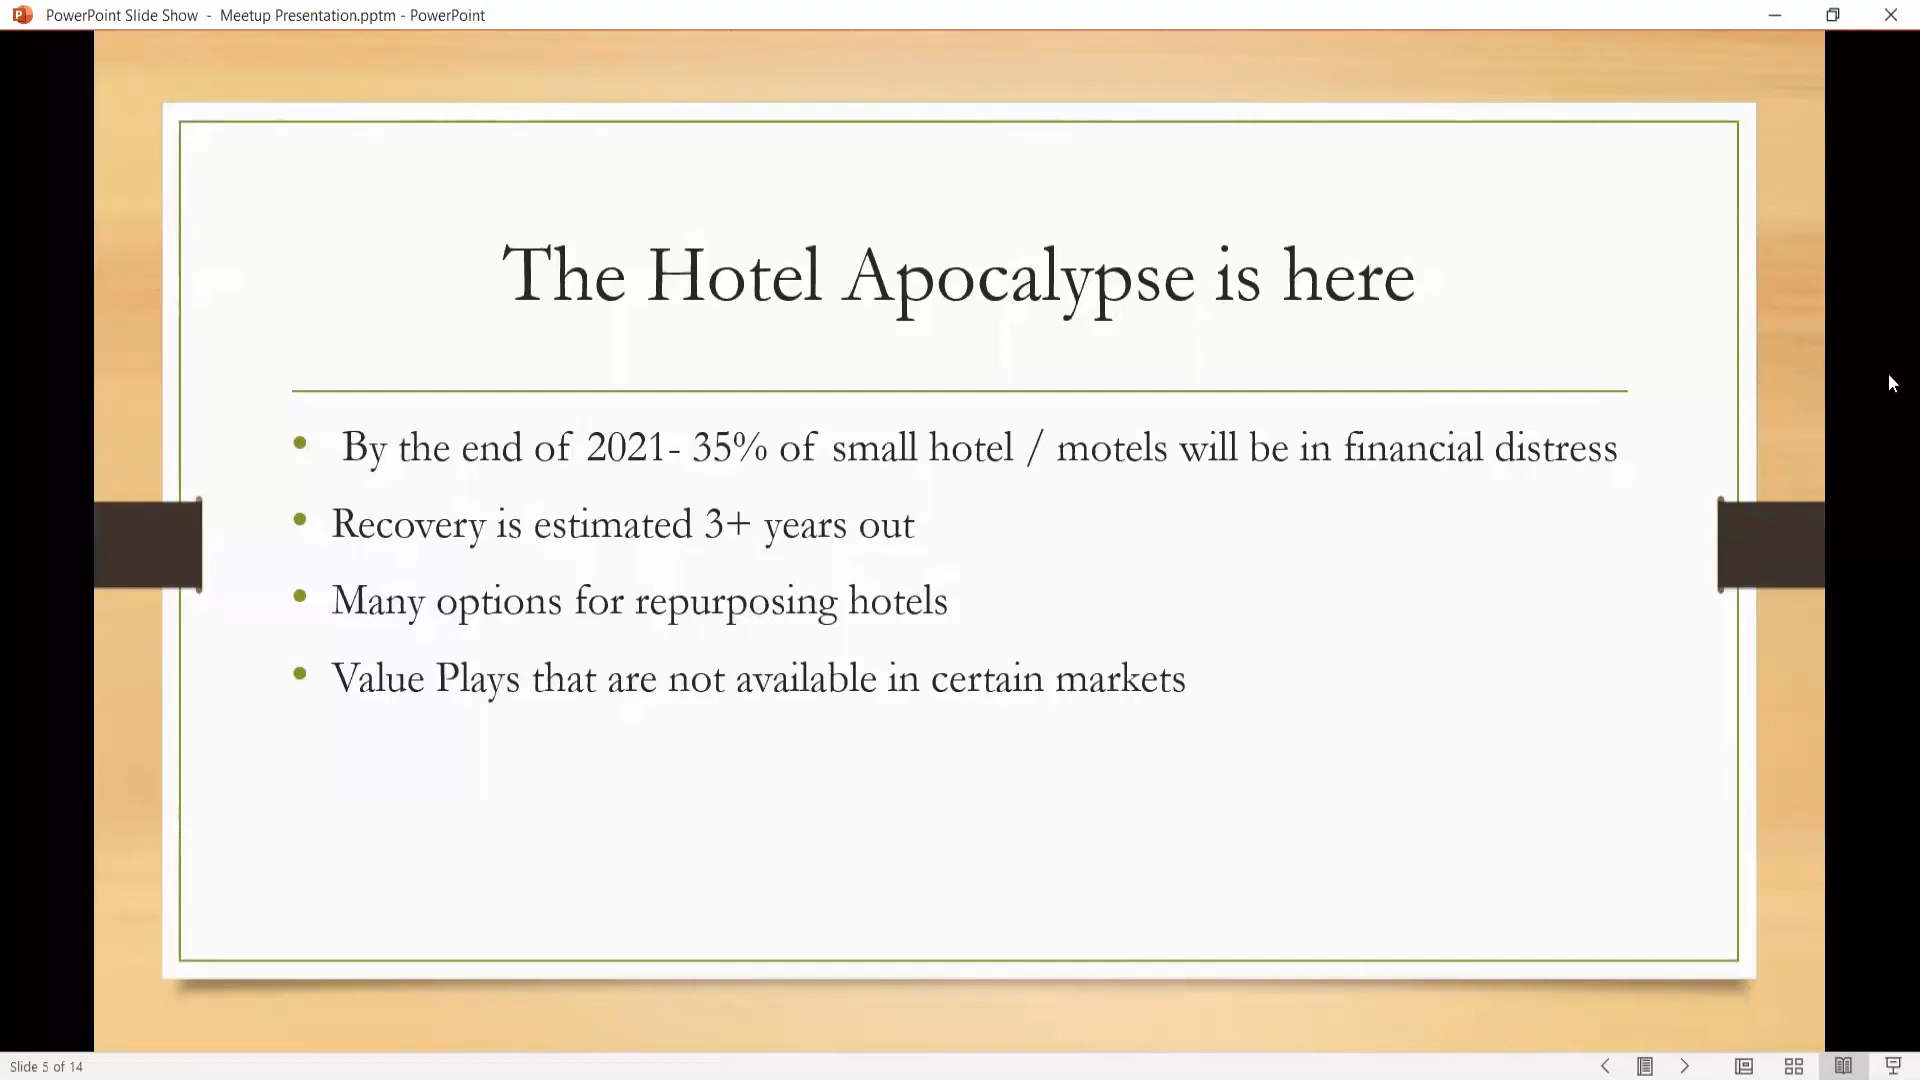 PowerPoint Slide Show - Meetup Presentation.pptm - PowerPoint
The Hotel Apocalypse is here
• By the end of 2021- 35% of small hotel / motels will be in financial distress
• Recovery is estimated 3+ years out
• Many options for repurposing hotels
• Value Plays that are not available in certain markets
Slide 5 of 14